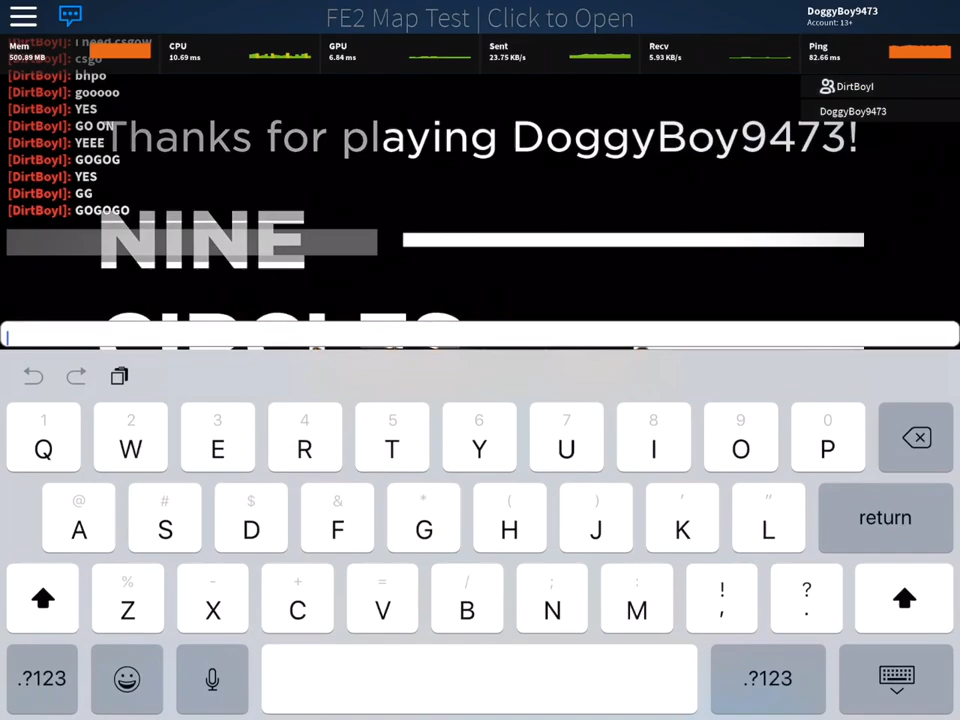 FE2 Map Test | Click to Open
DoggyBoy9473
Account: 13+
Mem
500.89 MB
CPU
10.69 ms
GPU
6.84 ms
Sent
23.75 KB/s
Recv
5.93 KB/s
Ping
82.66 ms
[DirtBoyI]: I need csgow
csgo
[DirtBoyI]: bhpo
[DirtBoyI]: gooooo
[DirtBoyI]: YES
[DirtBoyI]: GO ON
[DirtBoyI]: YEEE
[DirtBoyI]: GOGOG
[DirtBoyI]: YES
[DirtBoyI]: GG
[DirtBoyI]: GOGOGO
DirtBoyI
DoggyBoy9473
Thanks for playing DoggyBoy9473!
NINE
CIRCLES
1 2 3 4 5 6 7 8 9 0
Q W E R T Y U I O P
@ # $ & * ( ) ' "
A S D F G H J K L return
% - + = / ; : ! ?
Z X C V B N M , .
.?123 .?123